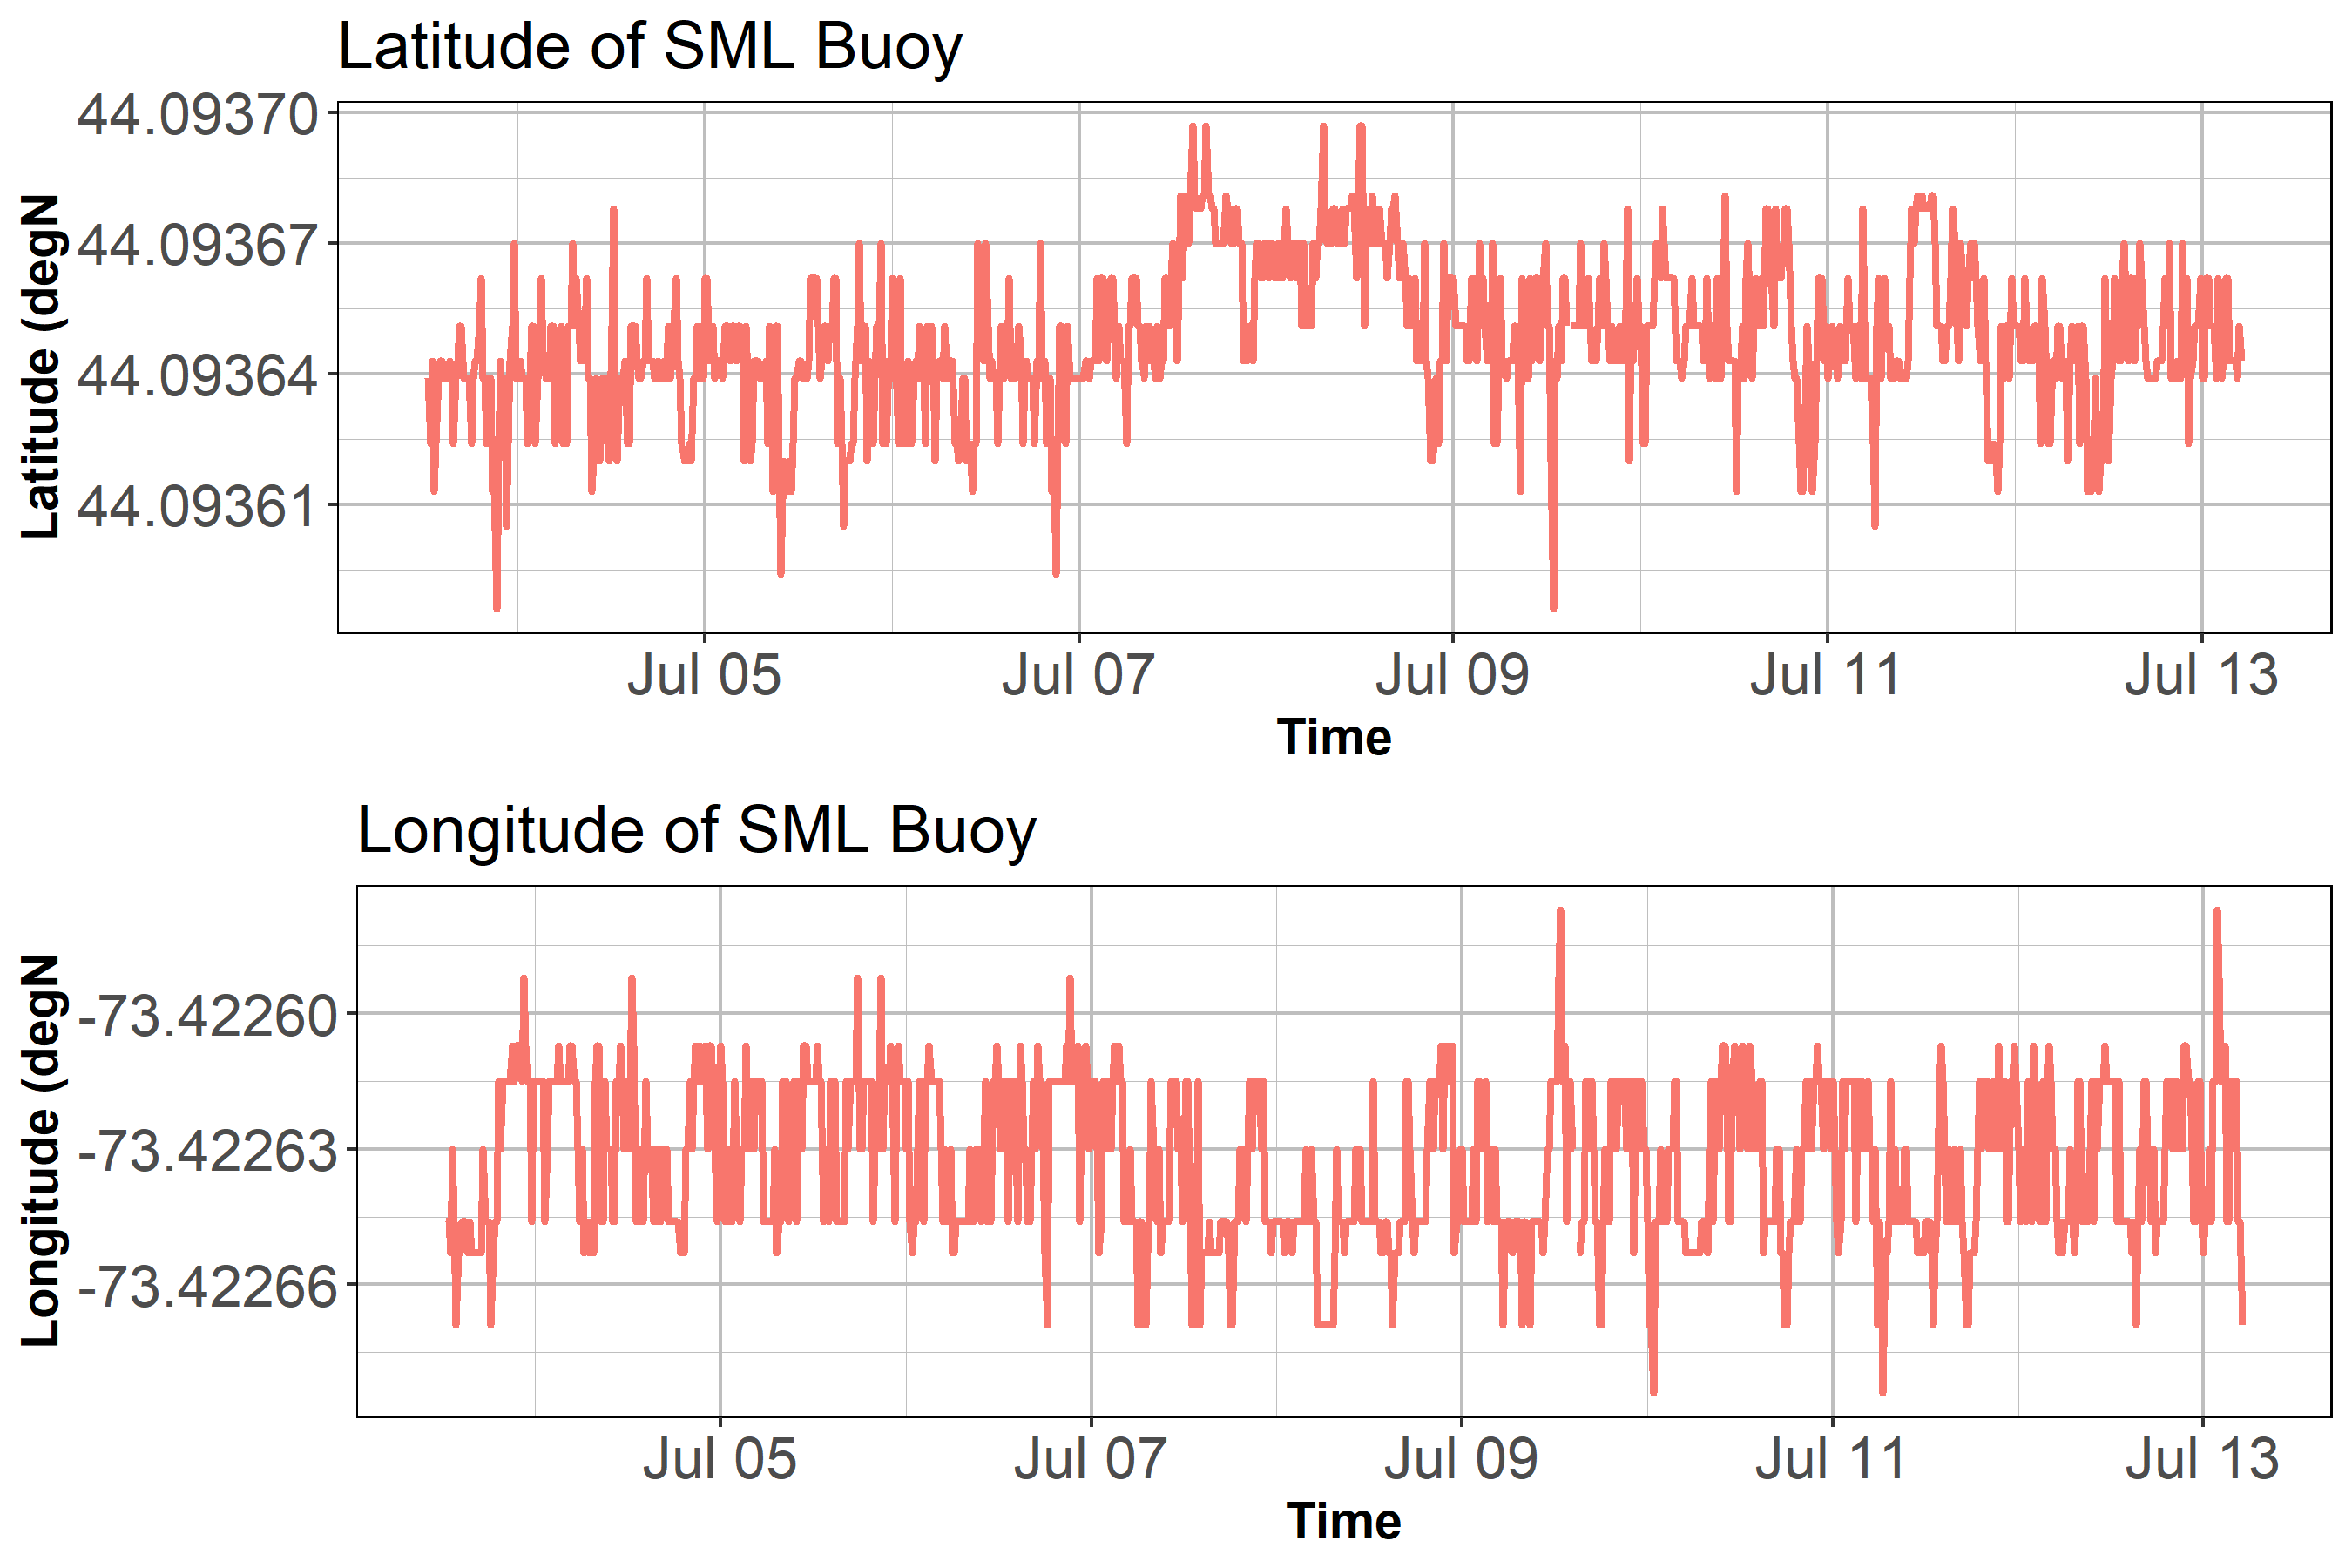 Latitude of SML Buoy
44.09370
44.09367
44.09364
44.09361
Latitude (degN
Jul 05 Jul 07 Jul 09 Jul 11 Jul 13
Time
Longitude of SML Buoy
-73.42260
-73.42263
-73.42266
Longitude (degN
Jul 05 Jul 07 Jul 09 Jul 11 Jul 13
Time